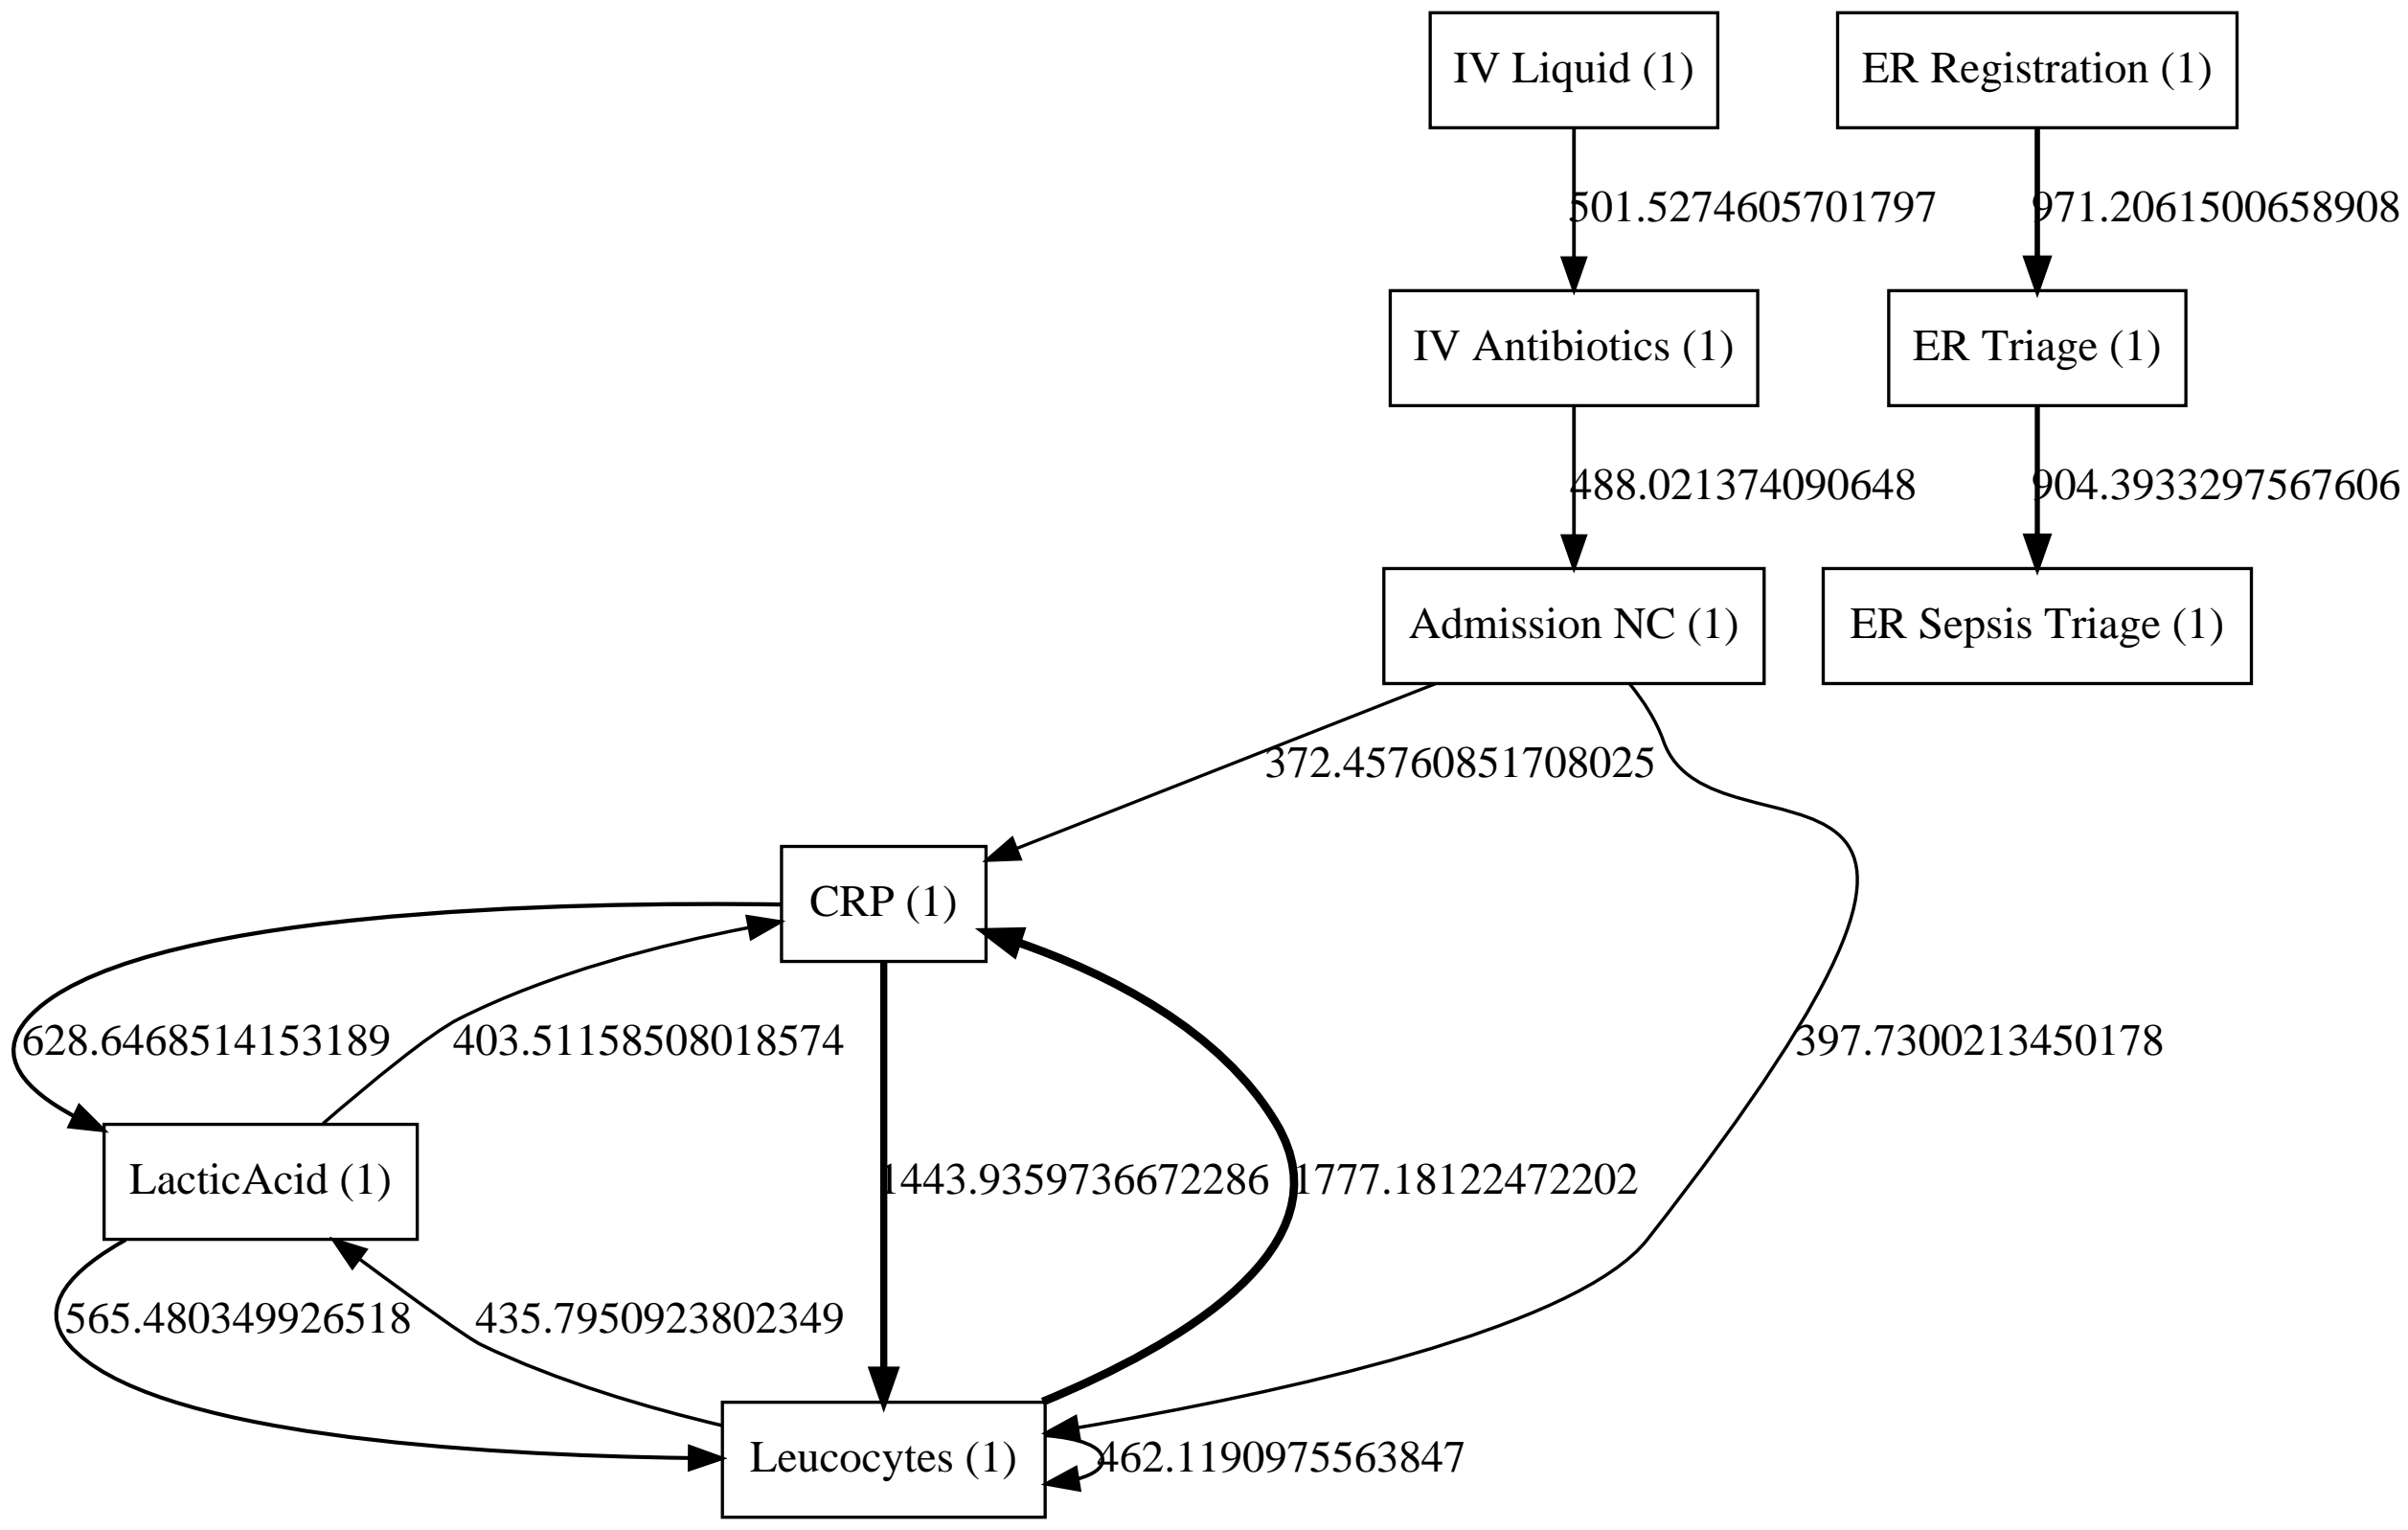 IV Liquid (1)
ER Registration (1)
501.5274605701797
971.2061500658908
IV Antibiotics (1)
ER Triage (1)
488.021374090648
904.3933297567606
Admission NC (1)
ER Sepsis Triage (1)
372.45760851708025
CRP (1)
628.6468514153189
403.51158508018574
397.7300213450178
LacticAcid (1)
1443.9359736672286
1777.18122472202
565.480349926518
435.7950923802349
Leucocytes (1)
462.1190975563847